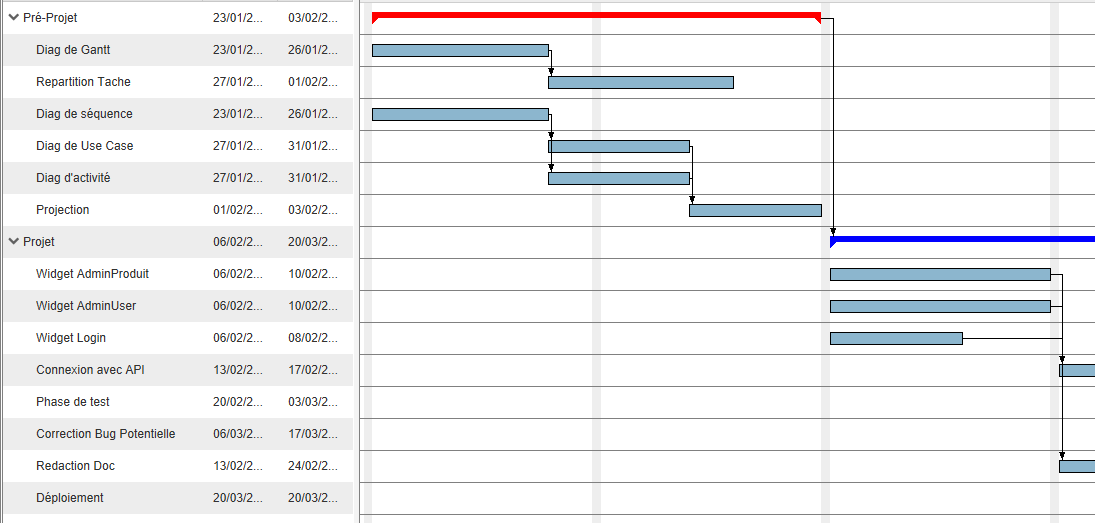 Pré-Projet 23/01/2... 03/02/2...
Diag de Gantt 23/01/2... 26/01/2...
Repartition Tache 27/01/2... 01/02/2...
Diag de séquence 23/01/2... 26/01/2...
Diag de Use Case 27/01/2... 31/01/2...
Diag d'activité 27/01/2... 31/01/2...
Projection 01/02/2... 03/02/2...
Projet 06/02/2... 20/03/2...
Widget AdminProduit 06/02/2... 10/02/2...
Widget AdminUser 06/02/2... 10/02/2...
Widget Login 06/02/2... 08/02/2...
Connexion avec API 13/02/2... 17/02/2...
Phase de test 20/02/2... 03/03/2...
Correction Bug Potentielle 06/03/2... 17/03/2...
Redaction Doc 13/02/2... 24/02/2...
Déploiement 20/03/2... 20/03/2...